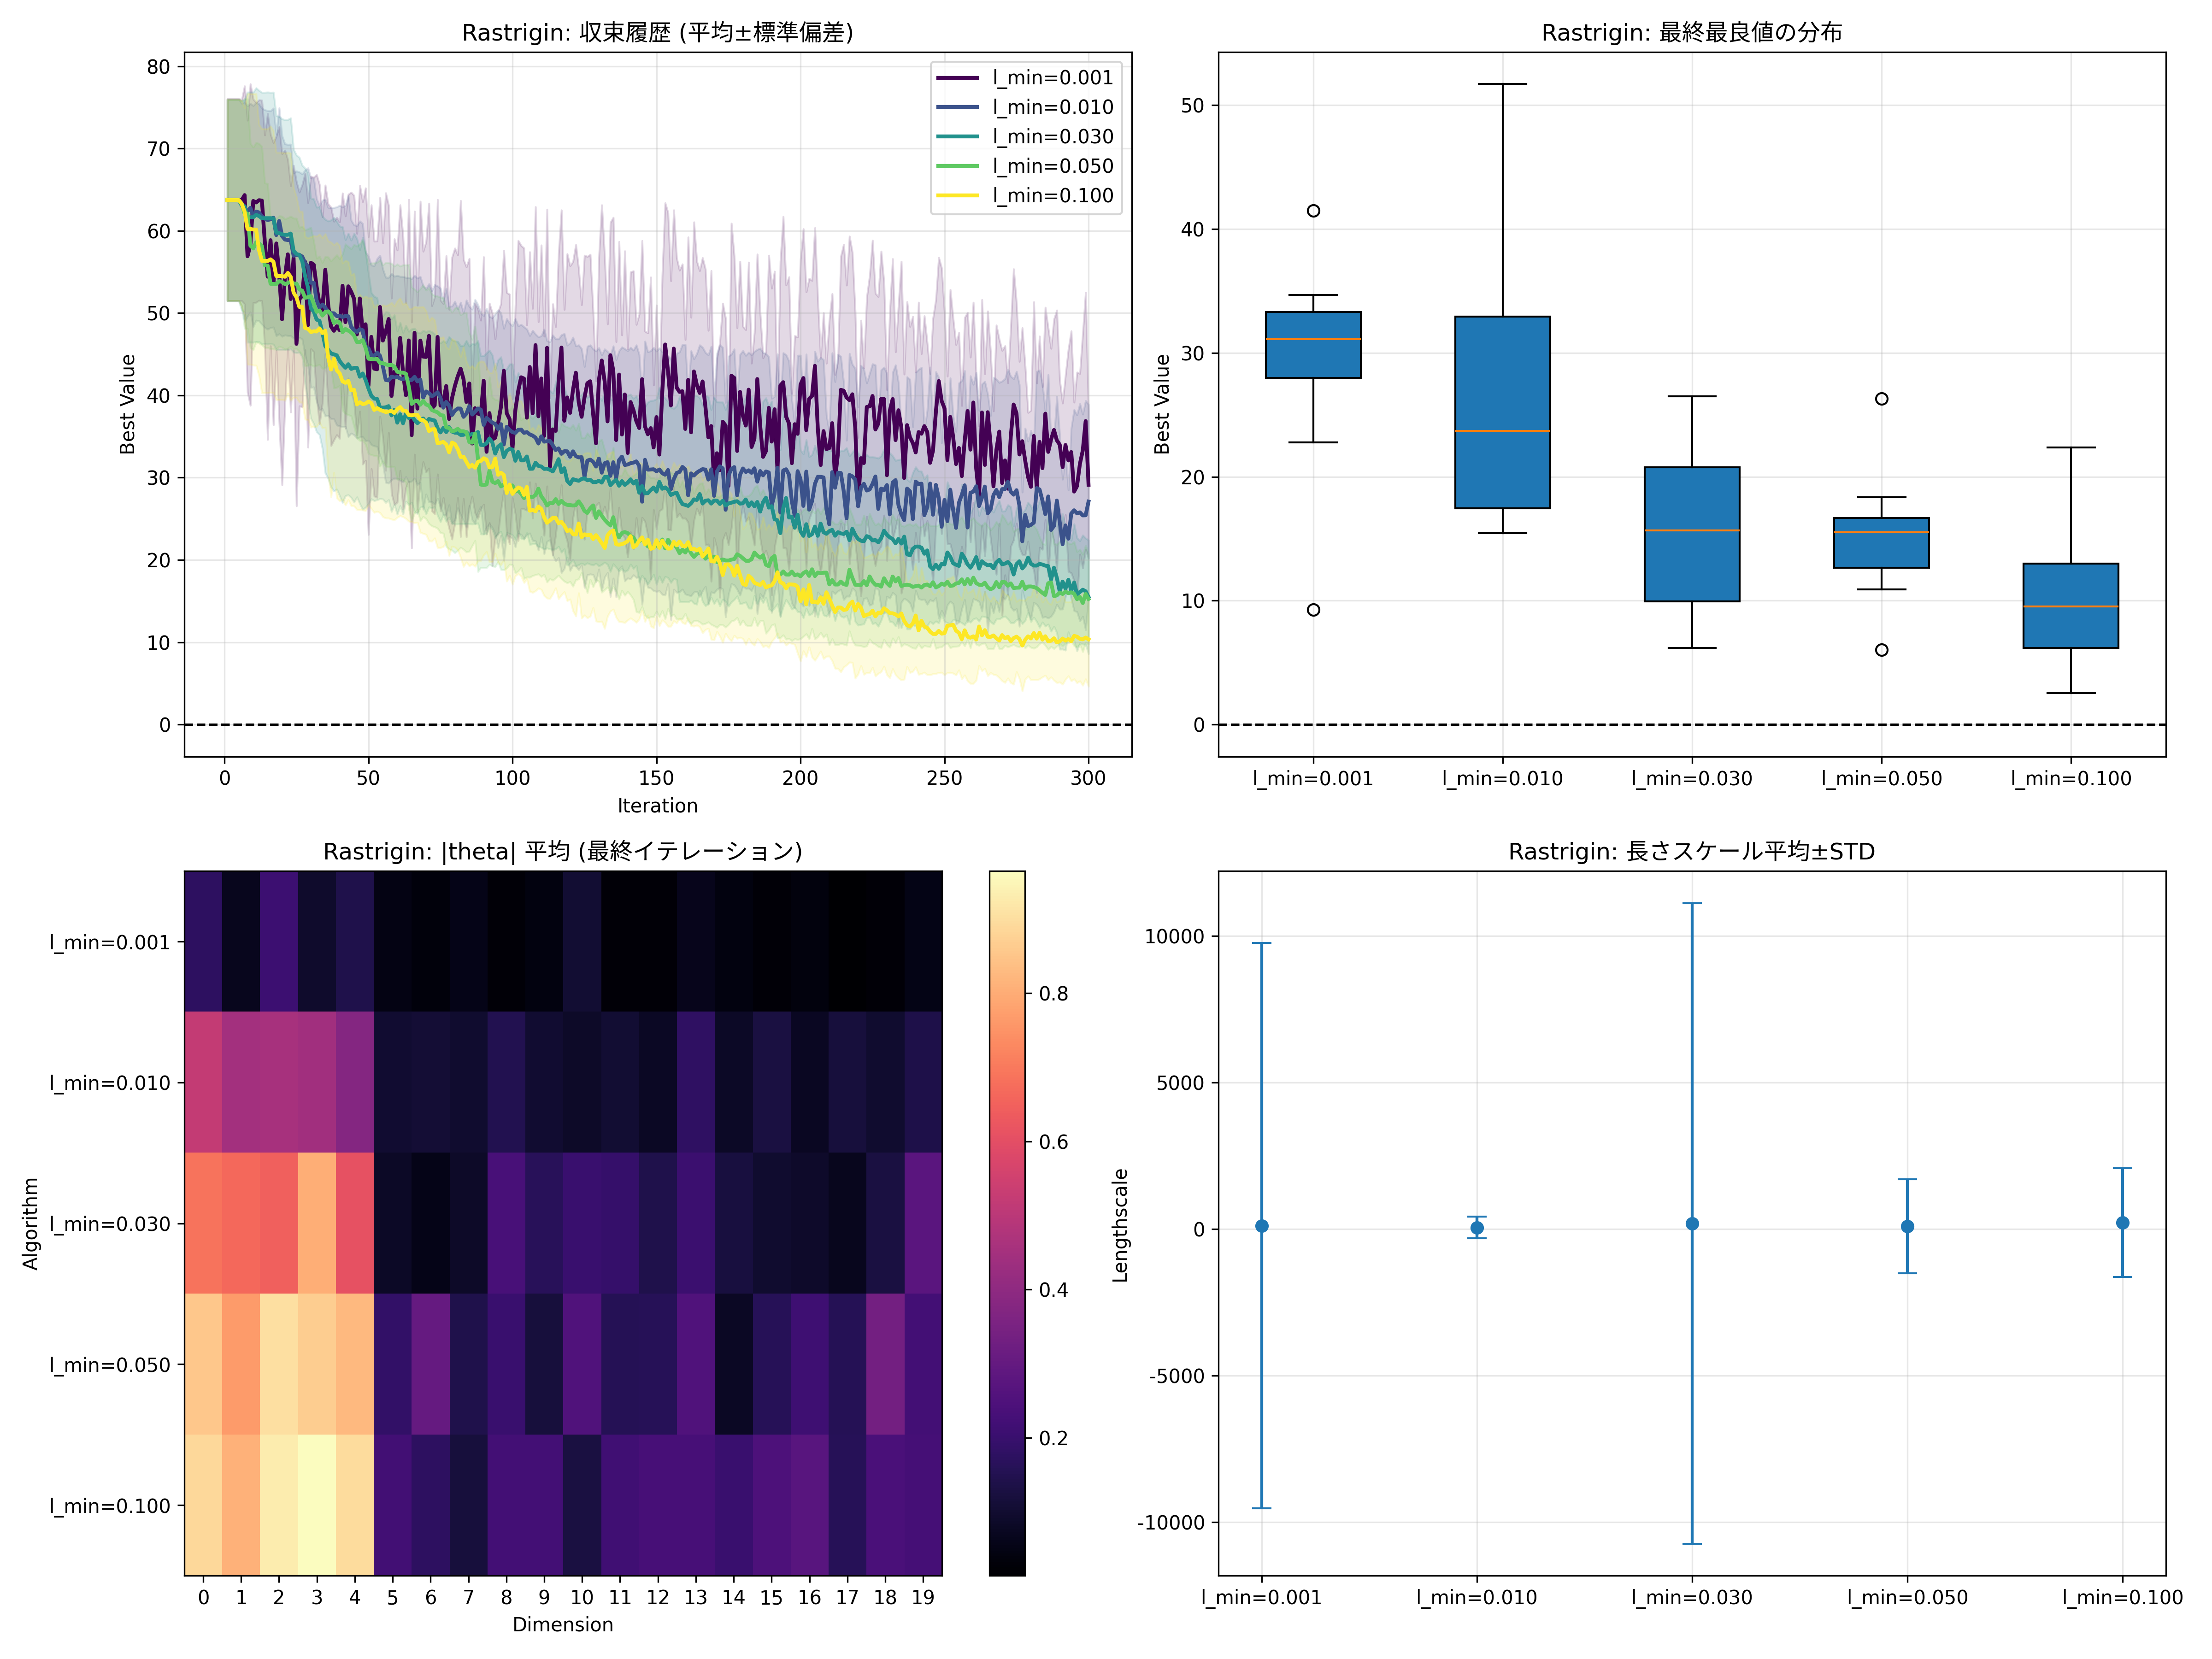 Rastrigin: 収束履歴 (平均±標準偏差)
80
70
60
50
40
30
20
10
0
Best Value
l_min=0.001
l_min=0.010
l_min=0.030
l_min=0.050
l_min=0.100
0 50 100 150 200 250 300
Iteration
Rastrigin: 最終最良値の分布
50
40
30
20
10
0
Best Value
l_min=0.001 l_min=0.010 l_min=0.030 l_min=0.050 l_min=0.100
Rastrigin: |theta| 平均 (最終イテレーション)
l_min=0.001
l_min=0.010
l_min=0.030
l_min=0.050
l_min=0.100
Algorithm
0 1 2 3 4 5 6 7 8 9 10 11 12 13 14 15 16 17 18 19
Dimension
0.8
0.6
0.4
0.2
Rastrigin: 長さスケール平均±STD
10000
5000
0
-5000
-10000
Lengthscale
l_min=0.001 l_min=0.010 l_min=0.030 l_min=0.050 l_min=0.100